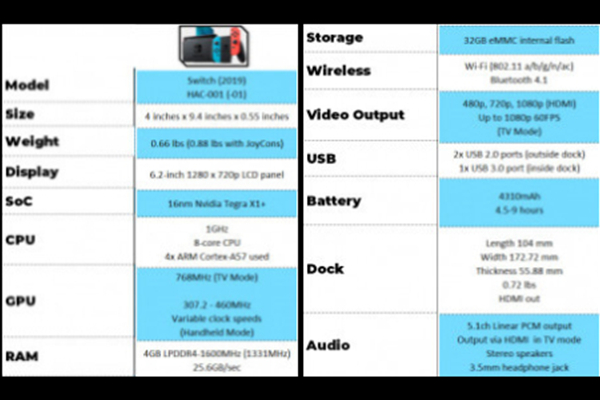 Model
Switch (2019)
HAC-001 (-01)
Size
4 inches x 9.4 inches x 0.55 inches
Weight
0.66 lbs (0.88 lbs with JoyCons)
Display
6.2-inch 1280 x 720p LCD panel
SoC
16nm Nvidia Tegra X1+
CPU
1GHz
8-core CPU
4x ARM Cortex-A57 used
GPU
768MHz (TV Mode)
307.2 - 460MHz
Variable clock speeds
(Handheld Mode)
RAM
4GB LPDDR4-1600MHz (1331MHz)
25.6GB/sec
Storage
32GB eMMC internal flash
Wireless
Wi-Fi (802.11 a/b/g/n/ac)
Bluetooth 4.1
Video Output
480p, 720p, 1080p (HDMI)
Up to 1080p 60FPS
(TV Mode)
USB
2x USB 2.0 ports (outside dock)
1x USB 3.0 port (inside dock)
Battery
4310mAh
4.5-9 hours
Dock
Length 104 mm
Width 172.72 mm
Thickness 55.88 mm
0.72 lbs
HDMI out
Audio
5.1ch Linear PCM output
Output via HDMI in TV mode
Stereo speakers
3.5mm headphone jack